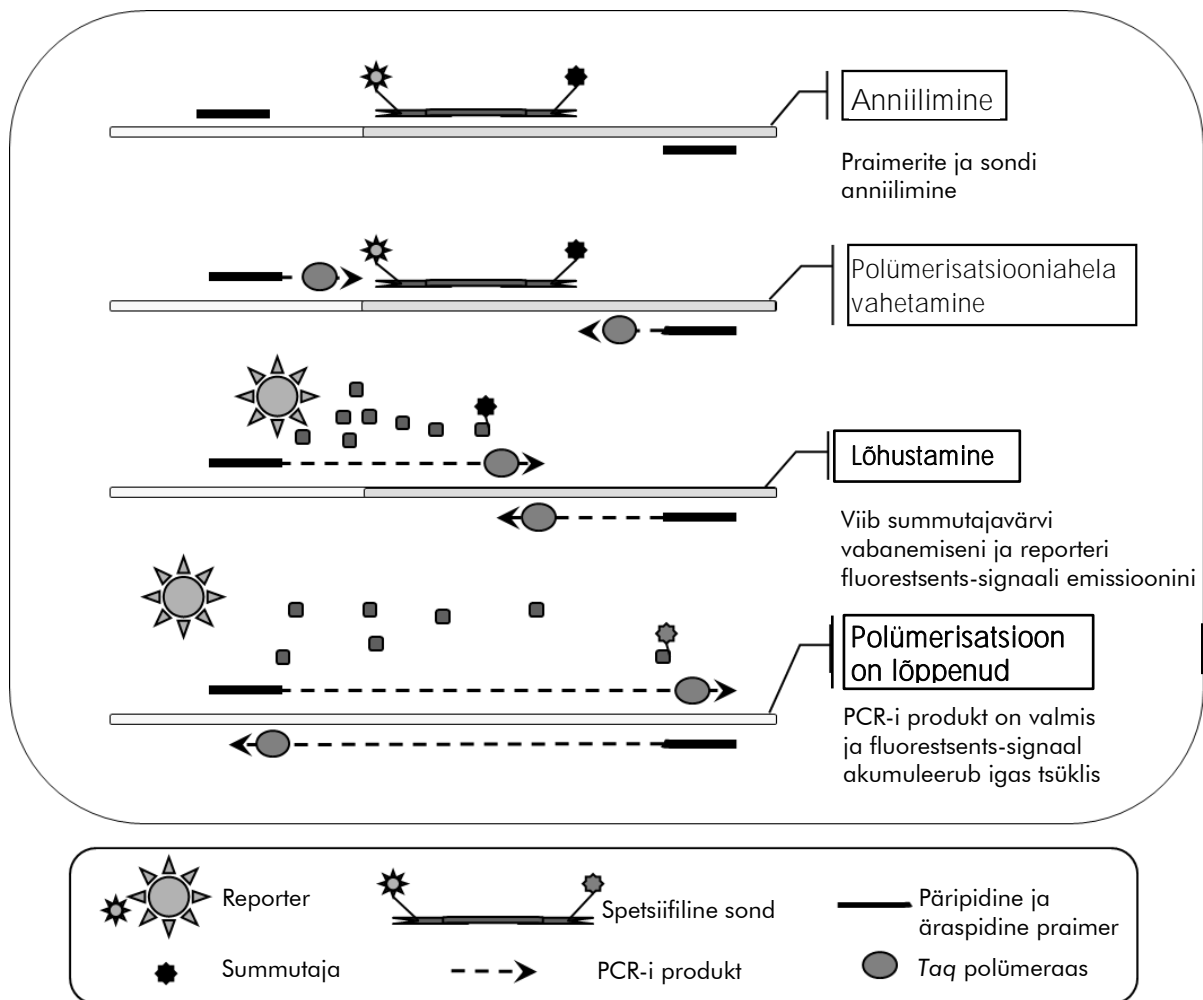 Anniilimine
Praimerite ja sondi
anniilimine
Polümerisatsiooniahela
vahetamine
Lõhustamine
Viib summutajavärvi
vabanemiseni ja reporteri
fluorestsents-signaali emissioonini
Polümerisatsioon
on lõppenud
PCR-i produkt on valmis
ja fluorestsents-signaal
akumuleerub igas tsüklis
Reporter
Spetsiifiline sond
Päripidine ja
äraspidine praimer
Summutaja
PCR-i produkt
Taq polümeraas